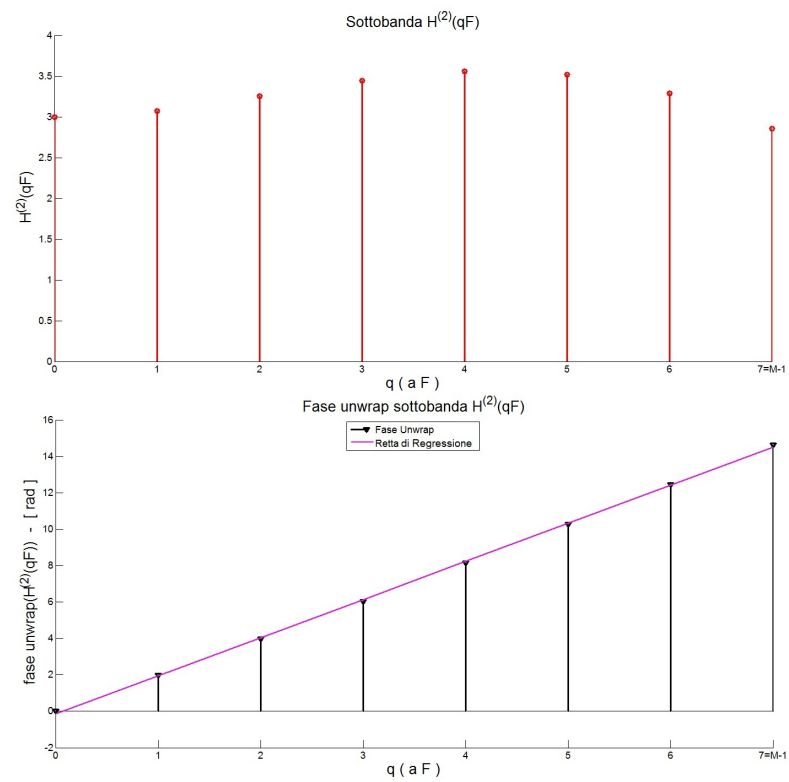 Sottobanda H^(2)(qF)
4
3.5
3
2.5
2
1.5
1
0.5
0
H^(2)(qF)
0 1 2 3 4 5 6 7=M-1
q ( a F )
Fase unwrap sottobanda H^(2)(qF)
Fase Unwrap
Retta di Regressione
16
14
12
10
8
6
4
2
0
-2
fase unwrap(H^(2)(qF)) - [ rad ]
0 1 2 3 4 5 6 7=M-1
q ( a F )